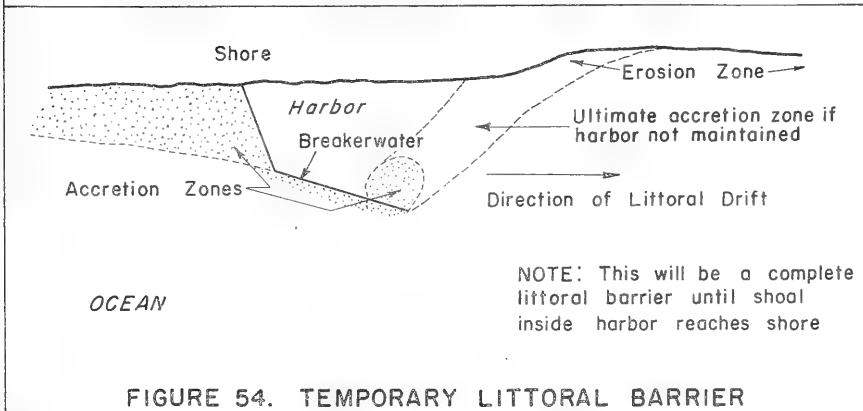 Shore
Erosion Zone
Harbor
Ultimate accretion zone if
harbor not maintained
Breakerwater
Accretion Zones
Direction of Littoral Drift
NOTE: This will be a complete
littoral barrier until shoal
inside harbor reaches shore
OCEAN
FIGURE 54. TEMPORARY LITTORAL BARRIER